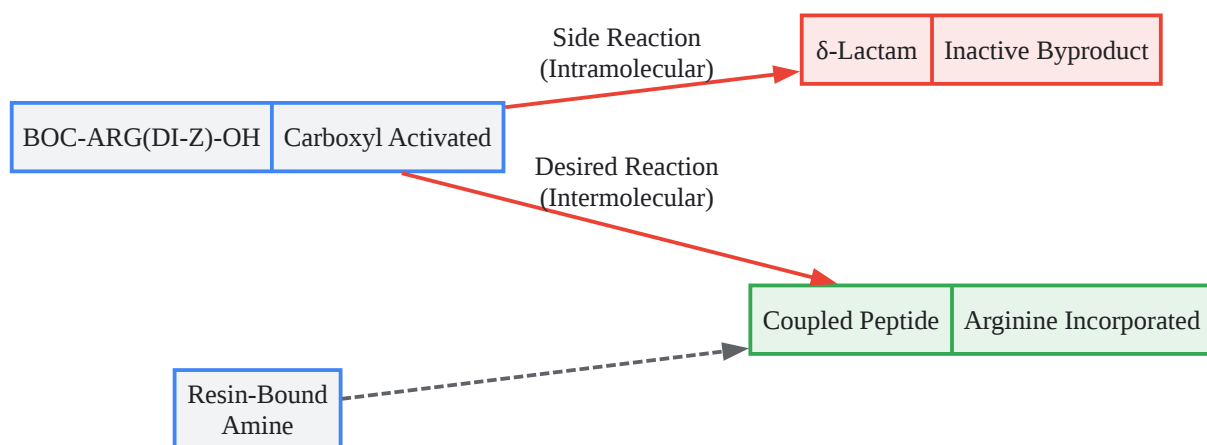 Side Reaction
(Intramolecular)
δ-Lactam
Inactive Byproduct
BOC-ARG(DI-Z)-OH
Carboxyl Activated
Desired Reaction
(Intermolecular)
Coupled Peptide
Arginine Incorporated
Resin-Bound
Amine